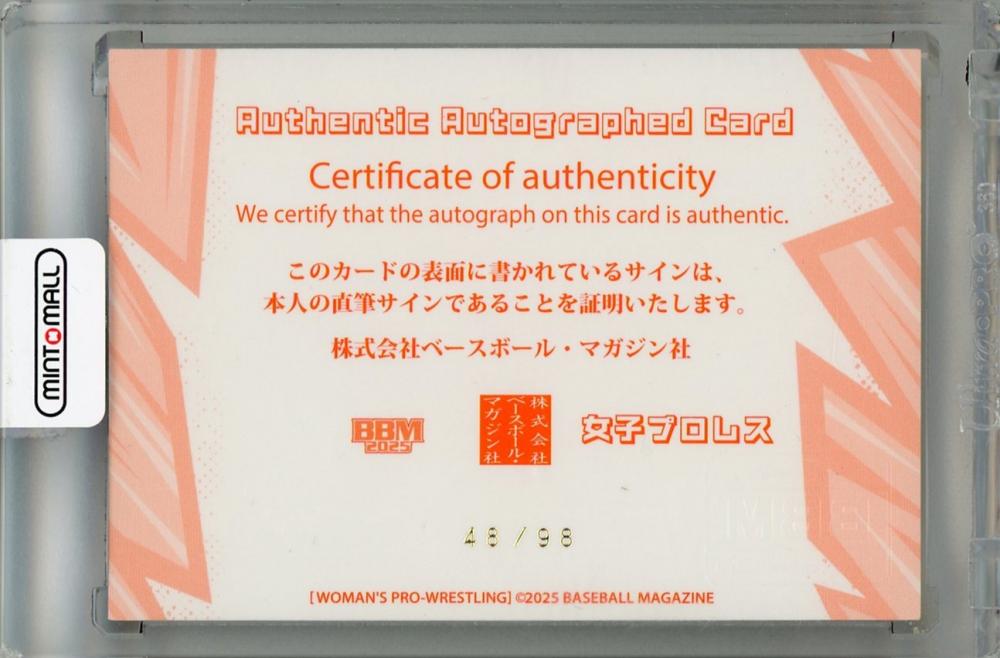 Authentic Autographed Card
Certificate of authenticity
We certify that the autograph on this card is authentic.
このカードの表面に書かれているサインは、
本人の直筆サインであることを証明いたします。
株式会社ベースボール・マガジン社
MINTOMALL
BBM
2025
株式会社
ベースボール・
マガジン社
女子プロレス
48/98
[WOMAN'S PRO-WRESTLING] ©2025 BASEBALL MAGAZINE